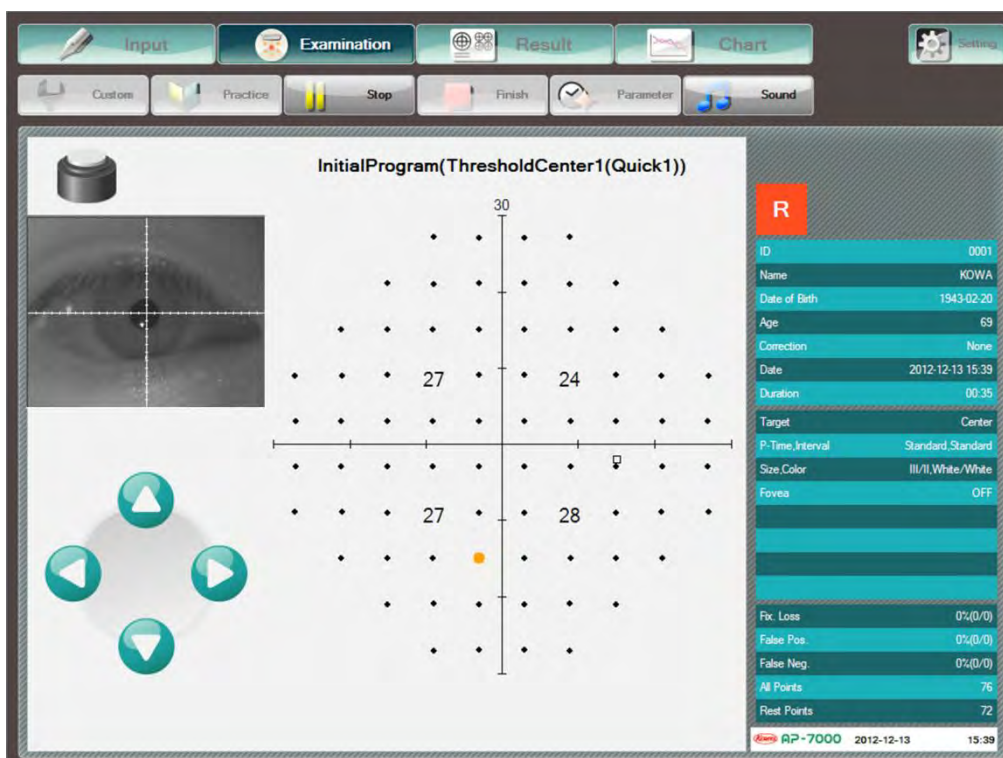 Input Examination Result Chart Setting
Custom Practice Stop Finish Parameter Sound
InitialProgram(ThresholdCenter1(Quick1))
30
27 24
27 28
R
ID 0001
Name KOWA
Date of Birth 1943-02-20
Age 69
Correction None
Date 2012-12-13 15:39
Duration 00:35
Target Center
P-Time,Interval Standard,Standard
Size,Color III/II,White/White
Fovea OFF
Fix. Loss 0%(0/0)
False Pos. 0%(0/0)
False Neg. 0%(0/0)
All Points 76
Rest Points 72
Kowa AP-7000 2012-12-13 15:39